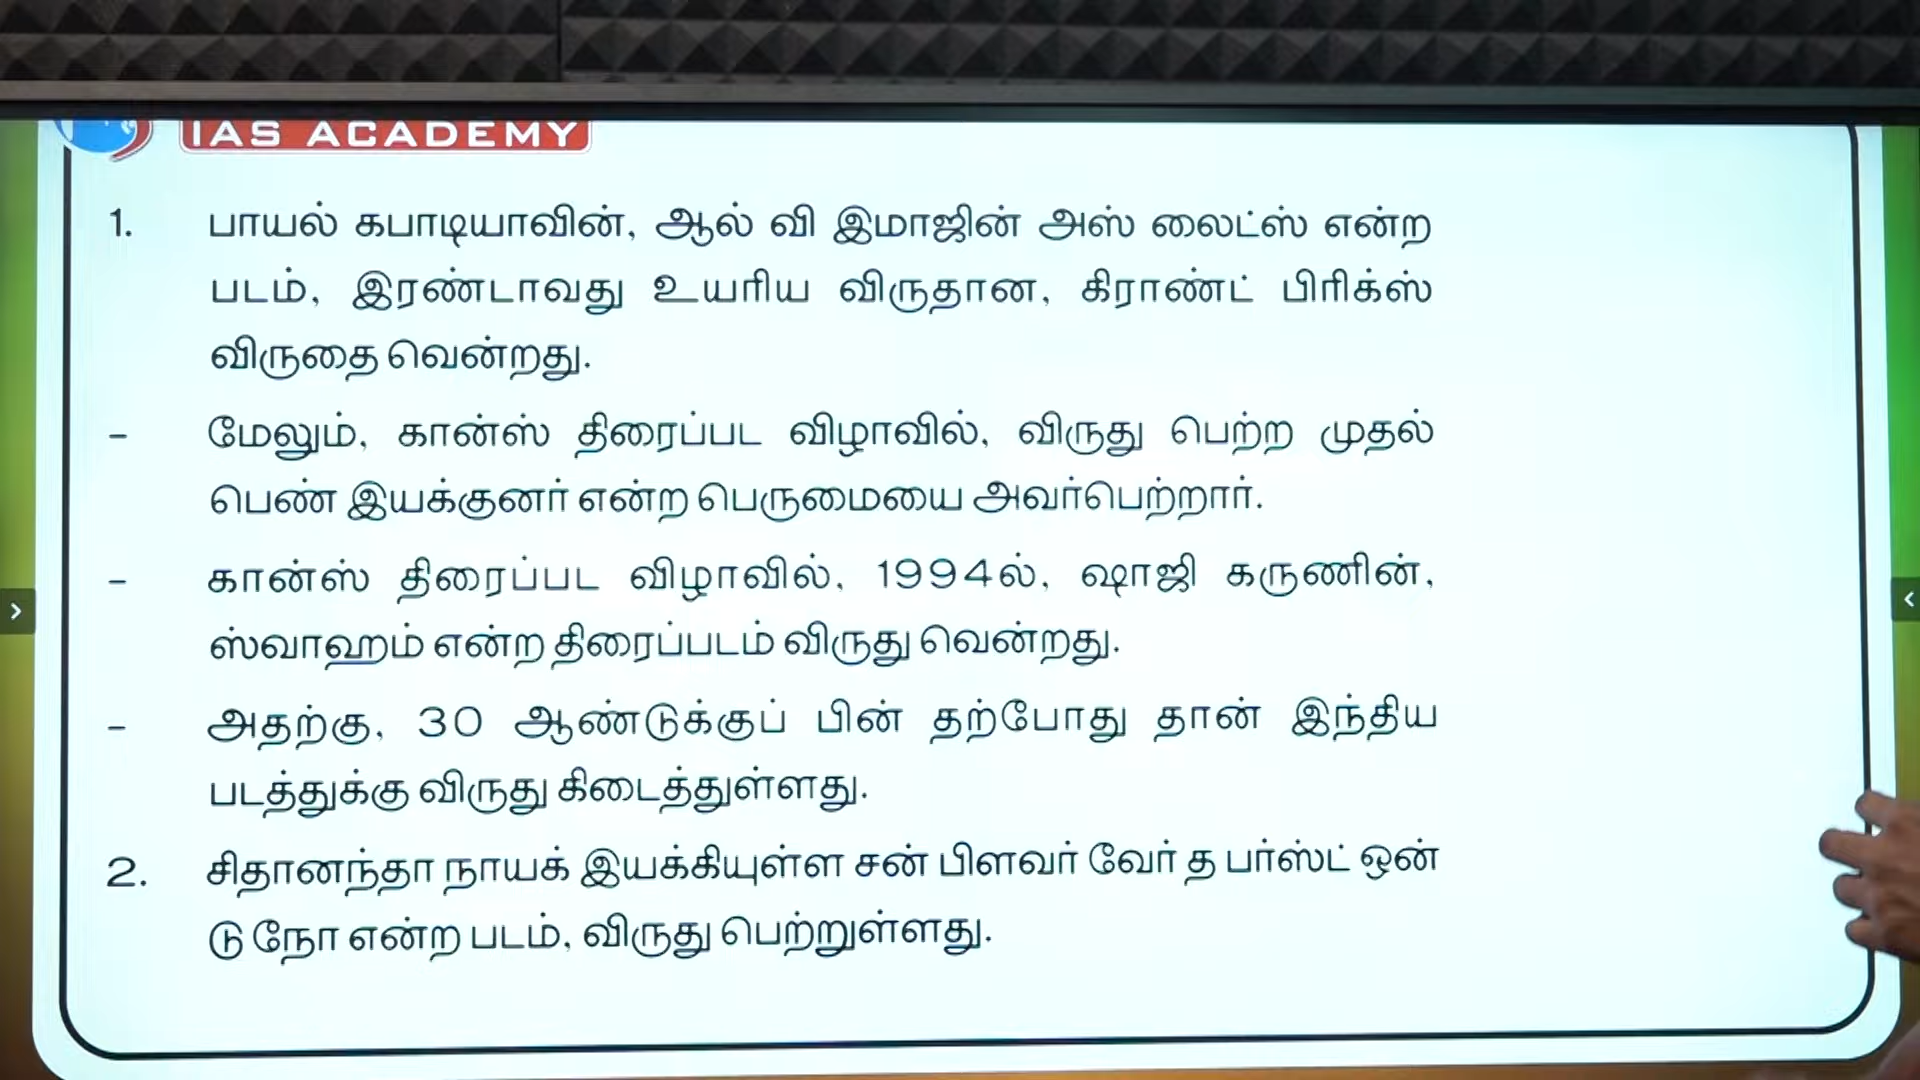 IAS ACADEMY
1. பாயல் கபாடியாவின், ஆல் வி இமாஜின் அஸ் லைட்ஸ் என்ற
படம், இரண்டாவது உயரிய விருதான, கிராண்ட் பிரிக்ஸ்
விருதை வென்றது.
– மேலும், கான்ஸ் திரைப்பட விழாவில், விருது பெற்ற முதல்
பெண் இயக்குனர் என்ற பெருமையை அவர்பெற்றார்.
– கான்ஸ் திரைப்பட விழாவில், 1994ல், ஷாஜி கருணின்,
ஸ்வாஹம் என்ற திரைப்படம் விருது வென்றது.
– அதற்கு, 30 ஆண்டுக்குப் பின் தற்போது தான் இந்திய
படத்துக்கு விருது கிடைத்துள்ளது.
2. சிதானந்தா நாயக் இயக்கியுள்ள சன் பிளவர் வேர் த பர்ஸ்ட் ஒன்
டு நோ என்ற படம், விருது பெற்றுள்ளது.